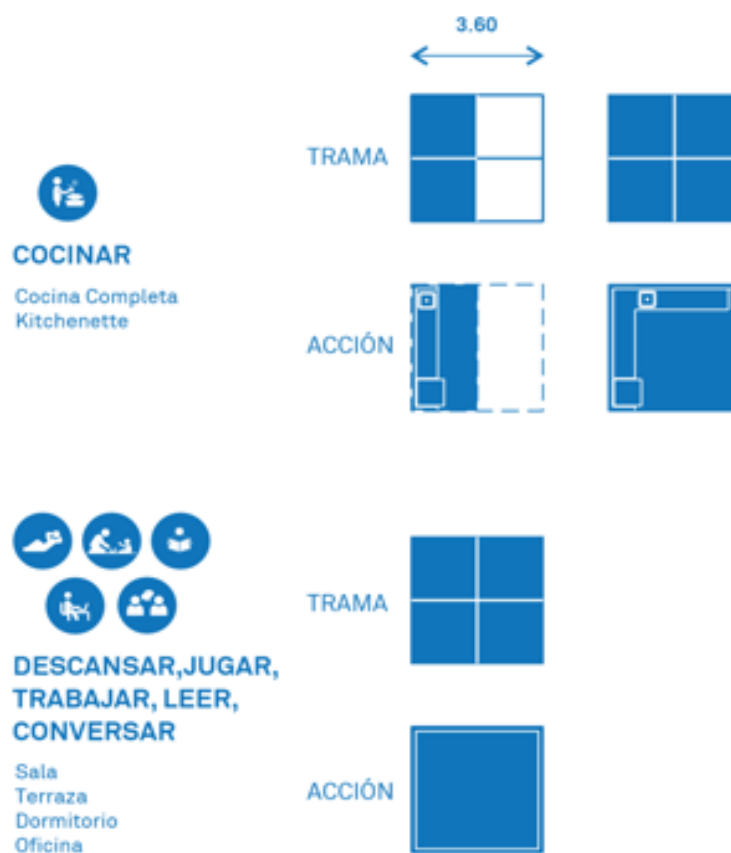 3.60
TRAMA
COCINAR
Cocina Completa
Kitchenette
ACCIÓN
TRAMA
DESCANSAR,JUGAR,
TRABAJAR, LEER,
CONVERSAR
Sala
Terraza
Dormitorio
Oficina
ACCIÓN